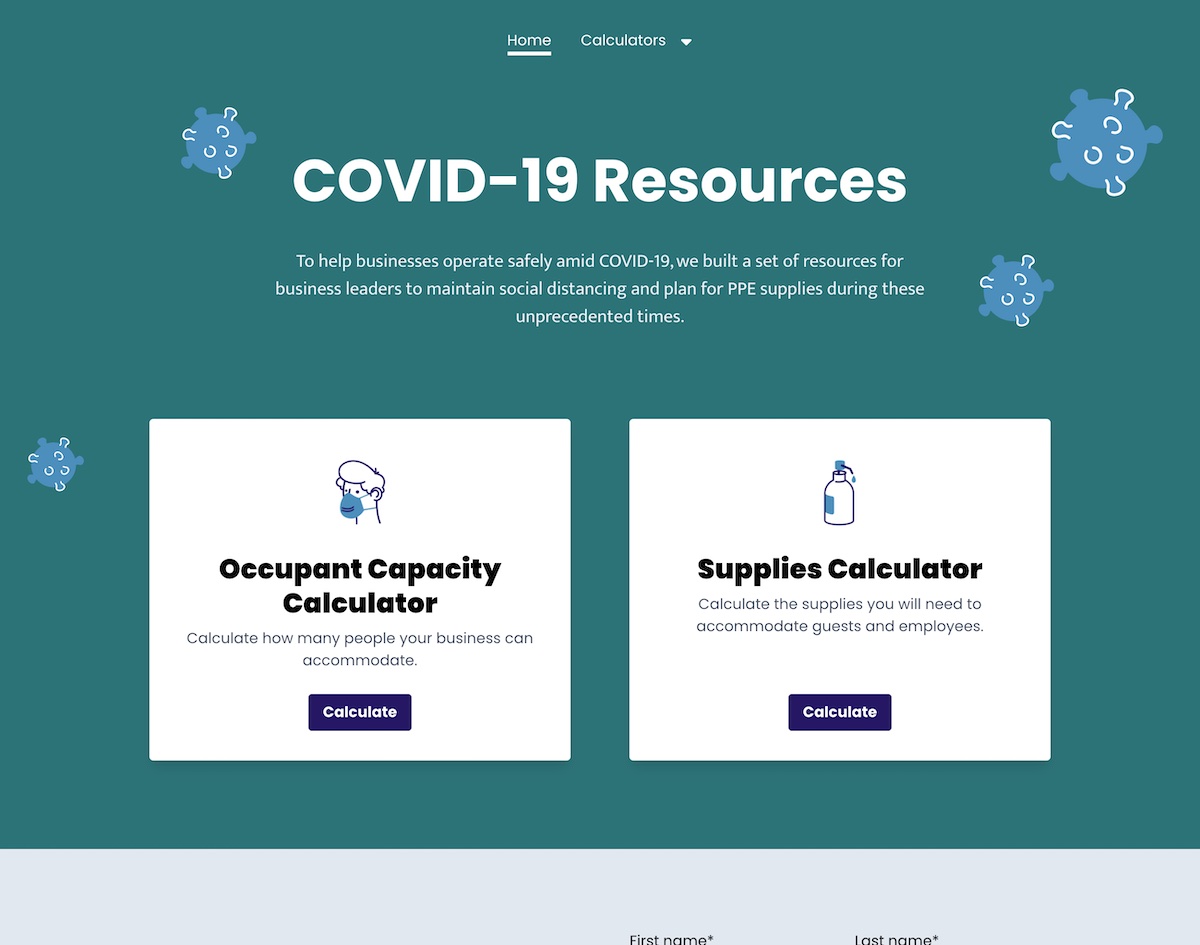 Home Calculators
COVID-19 Resources
To help businesses operate safely amid COVID-19, we built a set of resources for
business leaders to maintain social distancing and plan for PPE supplies during these
unprecedented times.
Occupant Capacity
Calculator
Calculate how many people your business can
accommodate.
Calculate
Supplies Calculator
Calculate the supplies you will need to
accommodate guests and employees.
Calculate
First name* Last name*